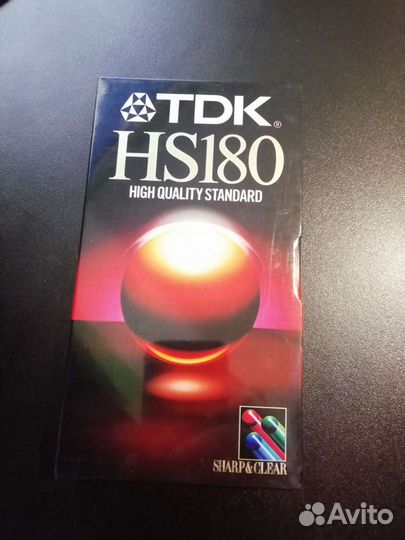 TDK®
HS180
HIGH QUALITY STANDARD
SHARP & CLEAR
Avito